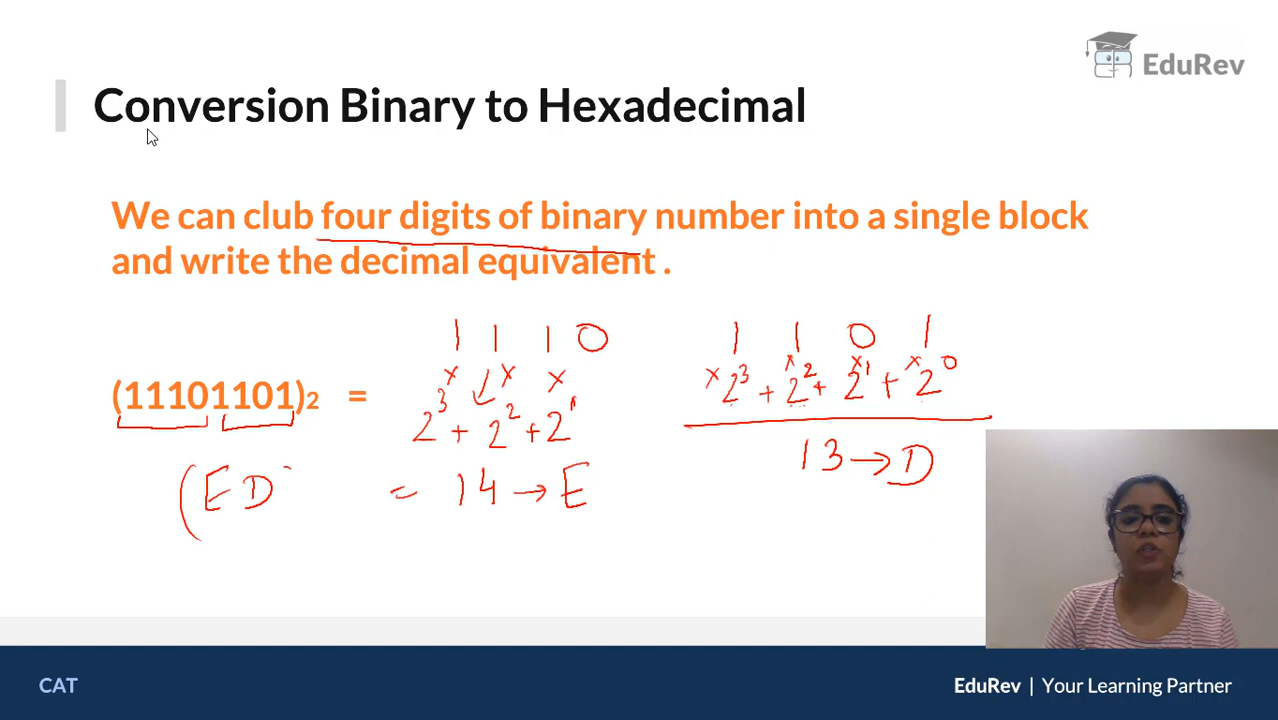 EduRev
Conversion Binary to Hexadecimal
We can club four digits of binary number into a single block
and write the decimal equivalent .
1 1 1 0 1 1 0 1
× × × ×2³ + ×2² + ×2¹ + ×2⁰
(11101101)₂ =
2³ + 2² + 2¹
13 → D
(ED = 14 → E
CAT
EduRev | Your Learning Partner